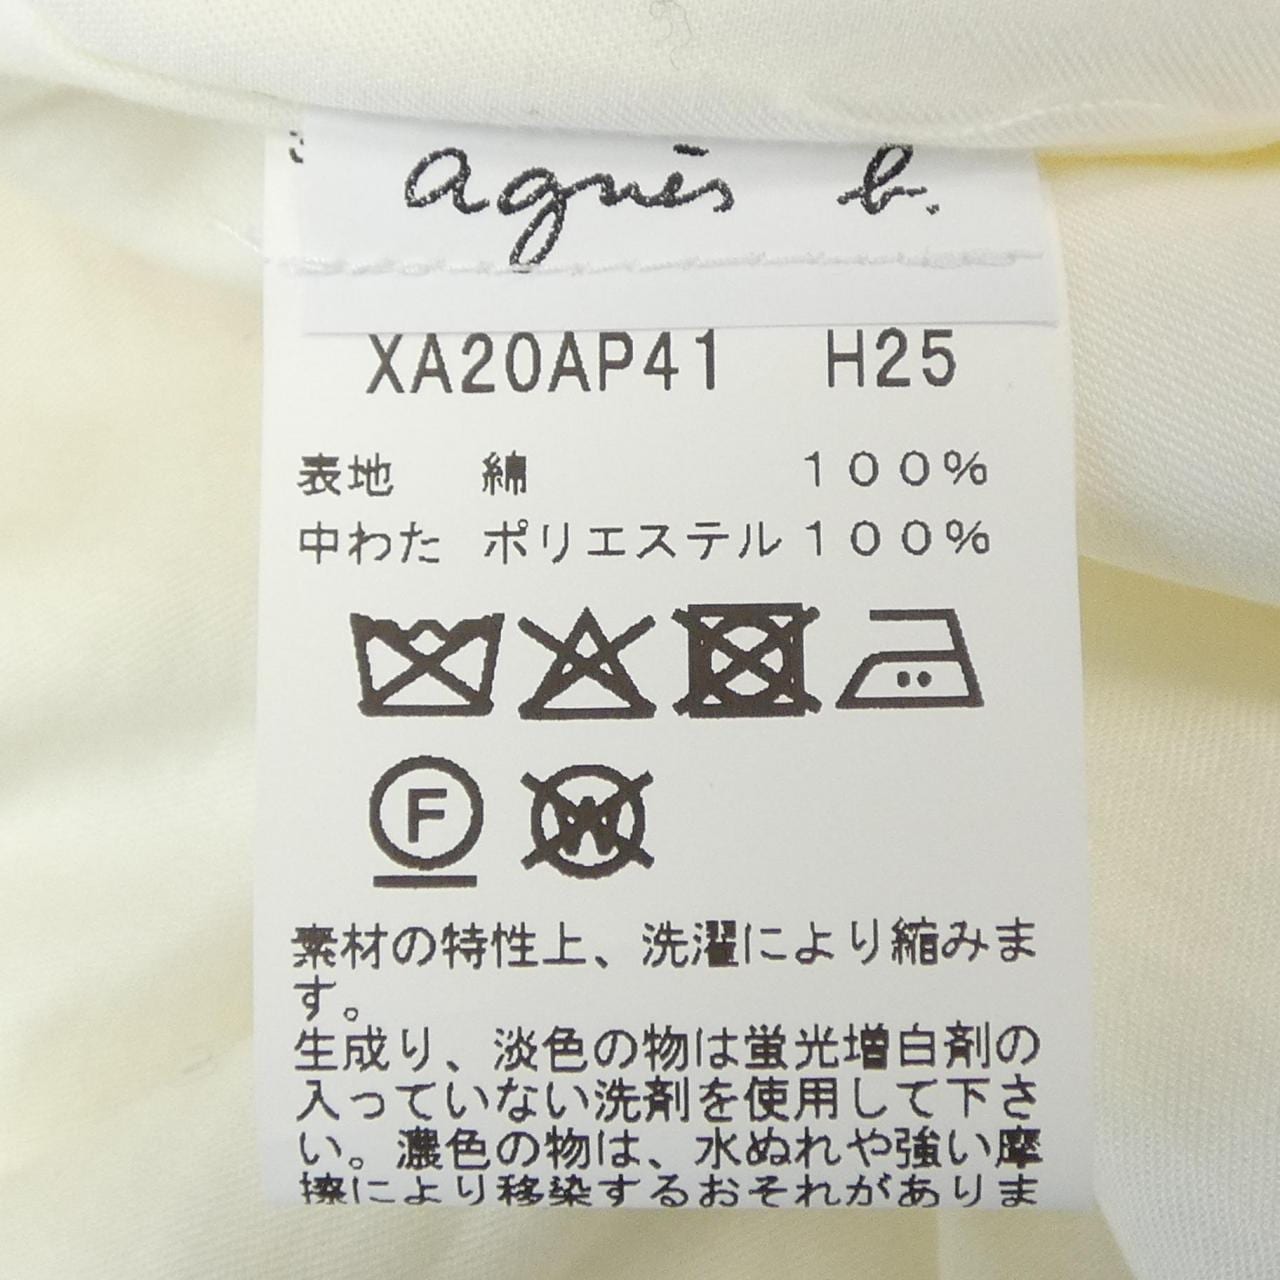 agnès b.
XA20AP41 H25
表地 綿 100%
中わた ポリエステル100%
F
W
素材の特性上、洗濯により縮みま
す。
生成り、淡色の物は蛍光増白剤の
入っていない洗剤を使用して下さ
い。濃色の物は、水ぬれや強い摩
擦により移染するおそれがありま